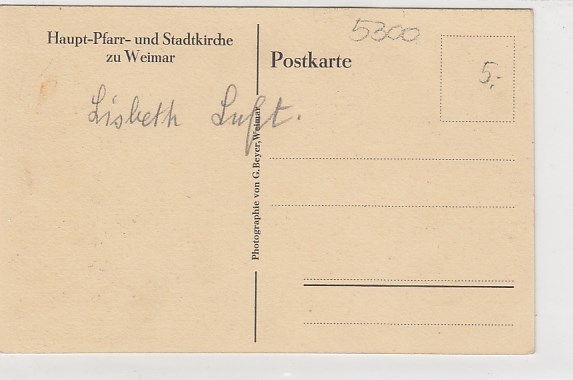 Haupt-Pfarr- und Stadtkirche
zu Weimar
Lisbeth Luft.
Photographie von G. Beyer, Weimar
5300
Postkarte
5.-